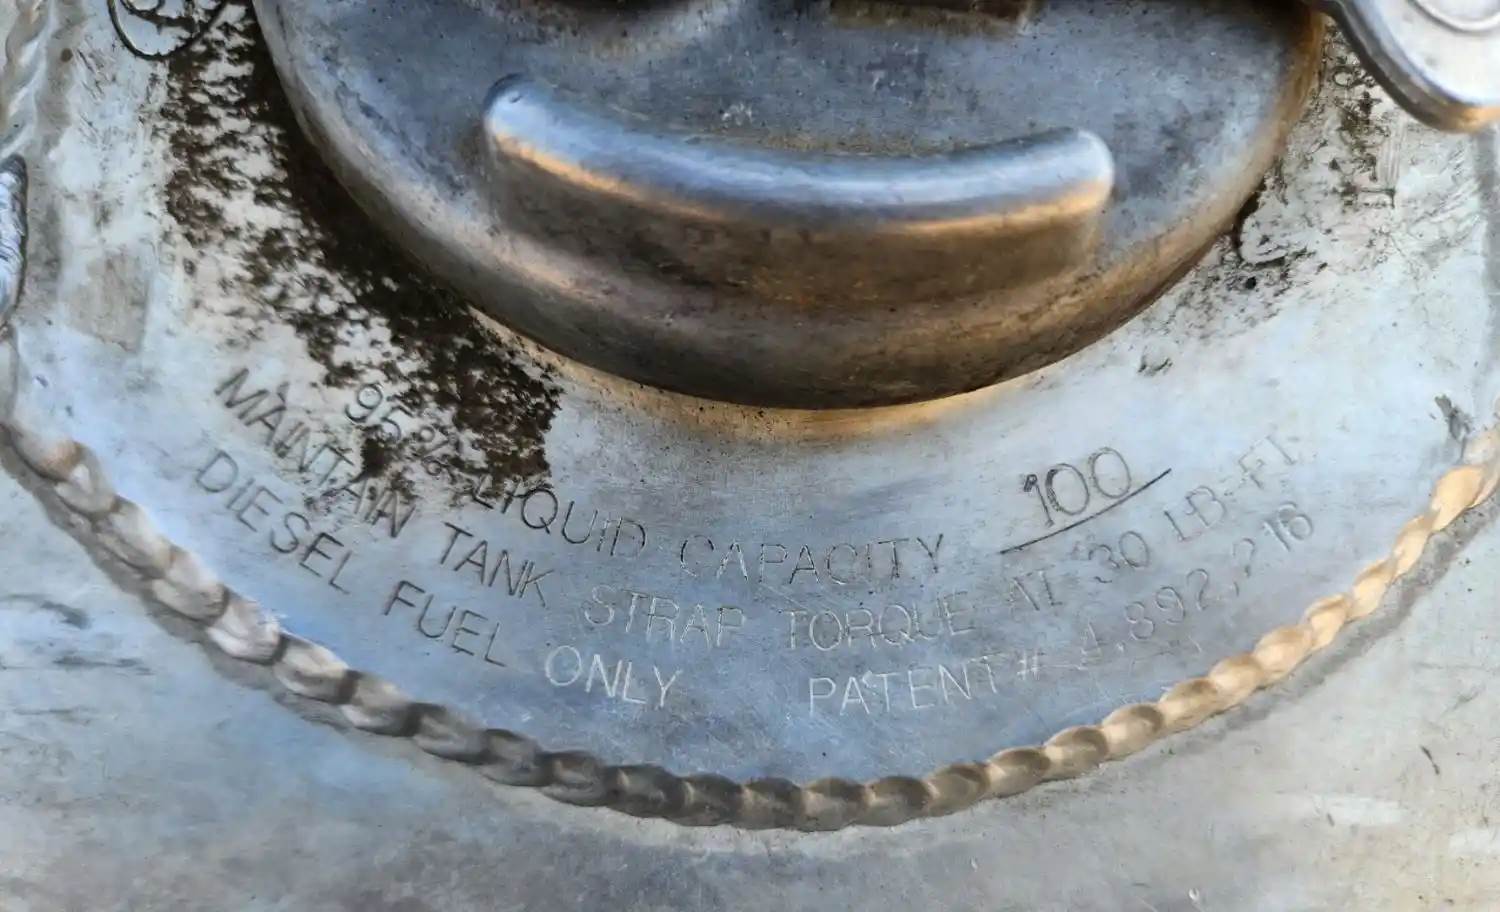 95% LIQUID CAPACITY 100
MAINTAIN TANK STRAP TORQUE AT 30 LB-FT
DIESEL FUEL ONLY PATENT# 4,892,216